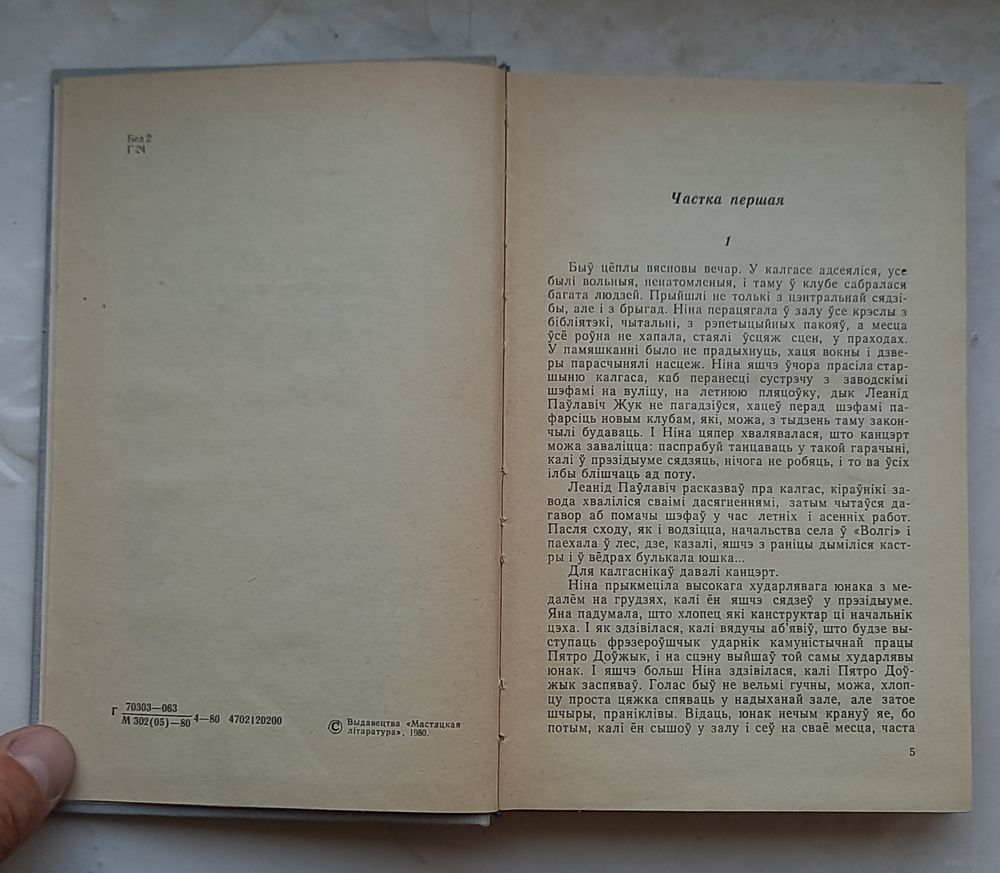 Бел 2
Г 24
Г 70303—063
М 302(05)—80 4—80 4702120200
© Выдавецтва «Мастацкая
літаратура», 1980.
Частка першая
1
Быў цёплы вясновы вечар. У калгасе адсеяліся, усе
былі вольныя, ненатомленыя, і таму ў клубе сабралася
багата людзей. Прыйшлі не толькі з цэнтральнай сядзі-
бы, але і з брыгад. Ніна перацягала ў залу ўсе крэслы з
бібліятэкі, чытальні, з рэпетыцыйных пакояў, а месца
ўсё роўна не хапала, стаялі ўсцяж сцен, у праходах.
У памяшканні было не прадыхнуць, хаця вокны і дзве-
ры парасчынялі насцеж. Ніна яшчэ ўчора прасіла стар-
шыню калгаса, каб перанесці сустрэчу з заводскімі
шэфамі на вуліцу, на летнюю пляцоўку, дык Леанід
Паўлавіч Жук не пагадзіўся, хацеў перад шэфамі па-
фарсіць новым клубам, які, можа, з тыдзень таму закон-
чылі будаваць. І Ніна цяпер хвалявалася, што канцэрт
можа заваліцца: паспрабуй танцаваць у такой гарачыні,
калі ў прэзідыуме сядзяць, нічога не робяць, і то ва ўсіх
ілбы блішчаць ад поту.
Леанід Паўлавіч расказваў пра калгас, кіраўнікі за-
вода хваліліся сваімі дасягненнямі, затым чытаўся да-
гавор аб помачы шэфаў у час летніх і асенніх работ.
Пасля сходу, як і водзіцца, начальства села ў «Волгі» і
паехала ў лес, дзе, казалі, яшчэ з раніцы дыміліся каст-
ры і ў вёдрах булькала юшка...
Для калгаснікаў давалі канцэрт.
Ніна прыкмеціла высокага хударлявага юнака з ме-
далём на грудзях, калі ён яшчэ сядзеў у прэзідыуме.
Яна падумала, што хлопец які канструктар ці начальнік
цэха. І як здзівілася, калі вядучы аб'явіў, што будзе вы-
ступаць фрэзероўшчык ударнік камуністычнай працы
Пятро Доўжык, і на сцэну выйшаў той самы хударлявы
юнак. І яшчэ больш Ніна здзівілася, калі Пятро Доў-
жык заспяваў. Голас быў не вельмі гучны, можа, хлоп-
цу проста цяжка спяваць у надыханай зале, але затое
шчыры, пранiклівы. Відаць, юнак нечым крануў яе, бо
потым, калі ён сышоў у залу і сеў на сваё месца, часта
5